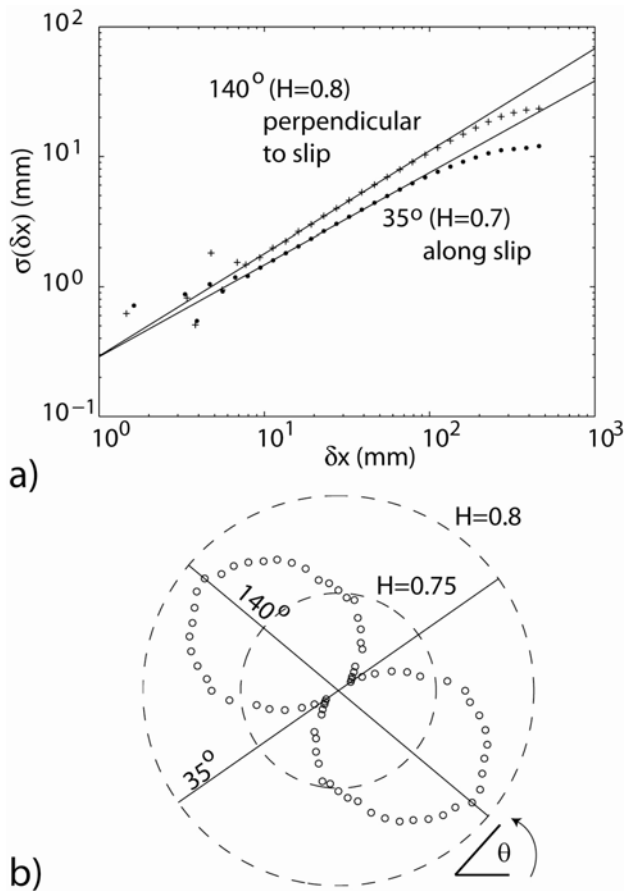 10²
140° (H=0.8)
perpendicular
to slip
10¹
σ(δx) (mm)
35° (H=0.7)
along slip
10⁰
10⁻¹
10⁰ 10¹ 10² 10³
δx (mm)
a)
H=0.8
H=0.75
140°
35°
θ
b)